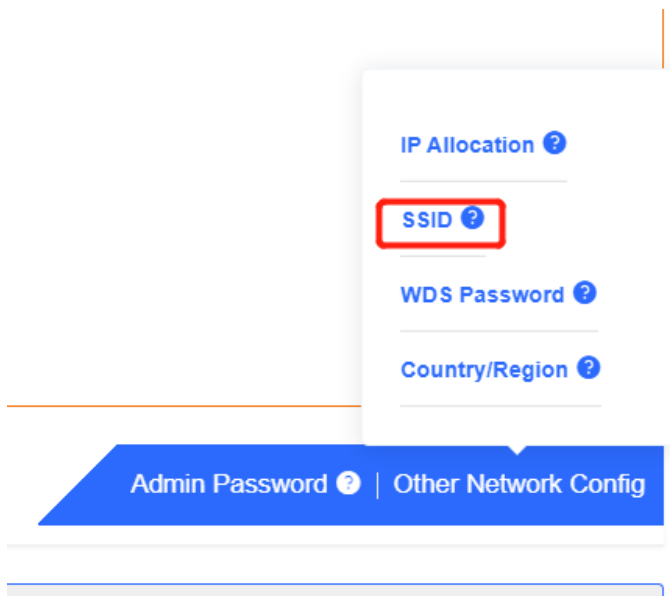 IP Allocation ?
SSID ?
WDS Password ?
Country/Region ?
Admin Password ? | Other Network Config